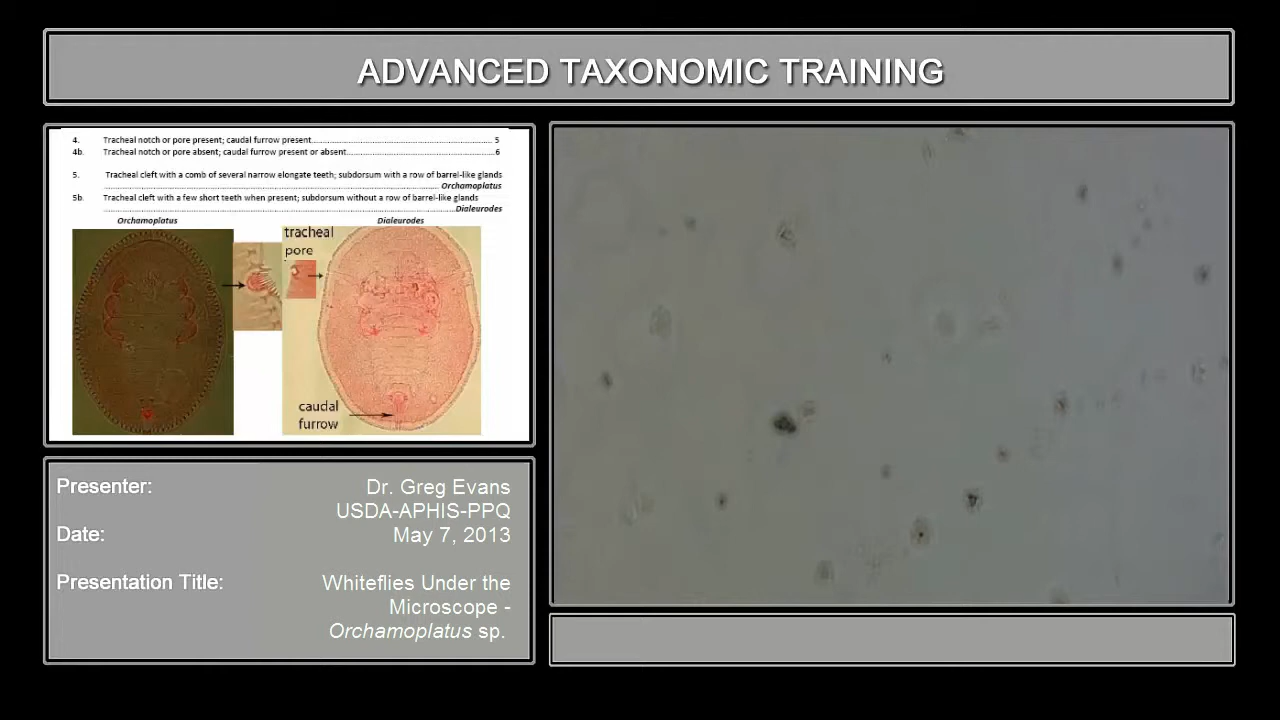 ADVANCED TAXONOMIC TRAINING
4. Tracheal notch or pore present; caudal furrow present.......................................................................... 5
4b. Tracheal notch or pore absent; caudal furrow present or absent............................................................6
5. Tracheal cleft with a comb of several narrow elongate teeth; subdorsum with a row of barrel-like glands
.................................................................................................................................. Orchamoplatus
5b. Tracheal cleft with a few short teeth when present; subdorsum without a row of barrel-like glands
........................................................................................................................................Dialeurodes
Orchamoplatus Dialeurodes
tracheal
pore
caudal
furrow
Presenter: Dr. Greg Evans
USDA-APHIS-PPQ
Date: May 7, 2013
Presentation Title: Whiteflies Under the
Microscope -
Orchamoplatus sp.